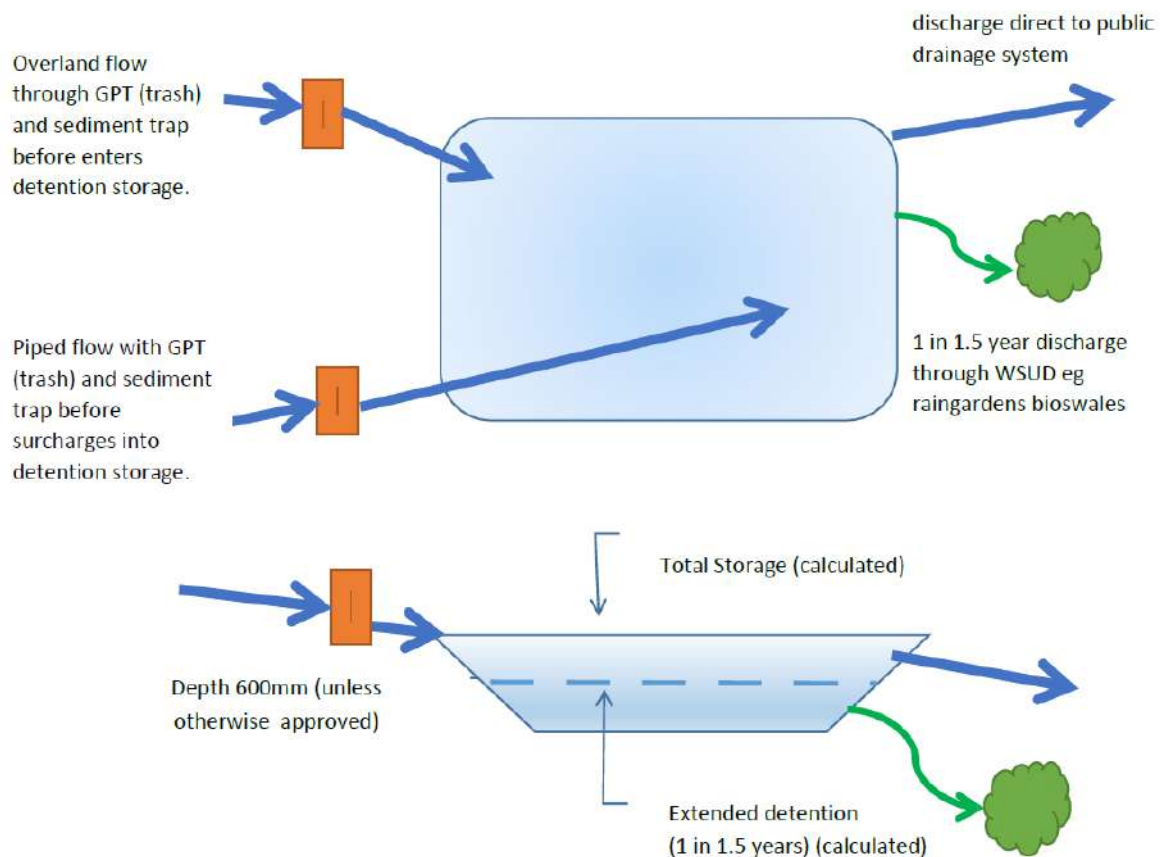 Overland flow
through GPT (trash)
and sediment trap
before enters
detention storage.
discharge direct to public
drainage system
Piped flow with GPT
(trash) and sediment
trap before
surcharges into
detention storage.
1 in 1.5 year discharge
through WSUD eg
raingardens bioswales
Total Storage (calculated)
Depth 600mm (unless
otherwise approved)
Extended detention
(1 in 1.5 years) (calculated)